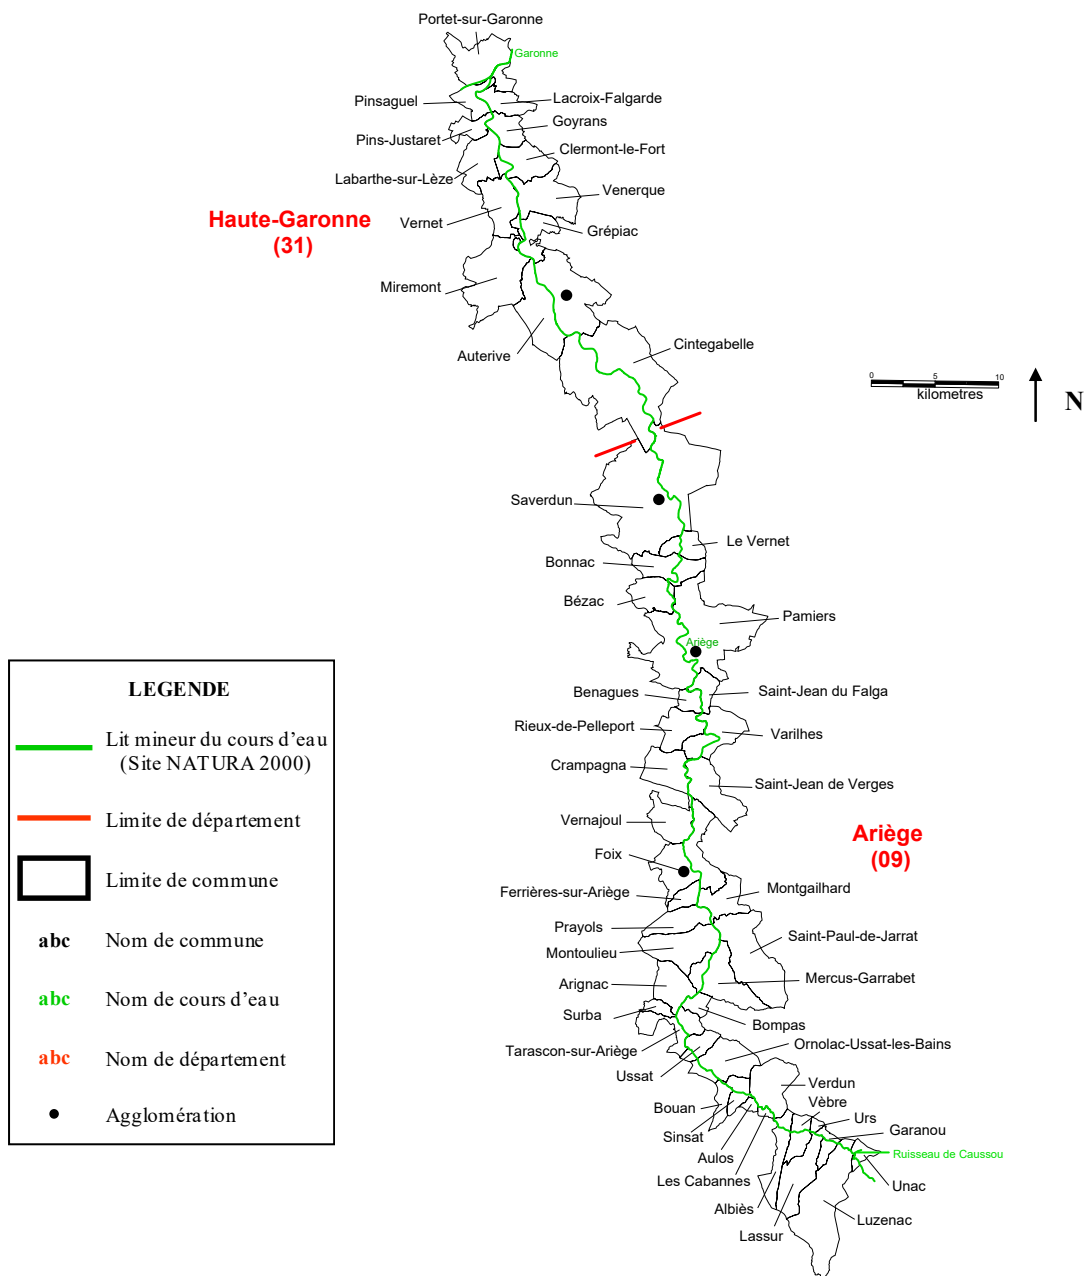 Portet-sur-Garonne
Garonne
Pinsaguel
Lacroix-Falgarde
Goyrans
Pins-Justaret
Clermont-le-Fort
Labarthe-sur-Lèze
Venerque
Haute-Garonne
(31)
Vernet
Grépiac
Miremont
Auterive
Cintegabelle
0 5 10
kilometres
N
Saverdun
Le Vernet
Bonnac
Bézac
Pamiers
Ariège
Benagues
Saint-Jean du Falga
Rieux-de-Pelleport
Varilhes
Crampagna
Saint-Jean de Verges
Vernajoul
Ariège
(09)
Foix
Ferrières-sur-Ariège
Montgailhard
Prayols
Saint-Paul-de-Jarrat
Montoulieu
Arignac
Mercus-Garrabet
Surba
Bompas
Tarascon-sur-Ariège
Ornolac-Ussat-les-Bains
Ussat
Verdun
Bouan
Vèbre
Urs
Sinsat
Garanou
Aulos
Ruisseau de Caussou
Les Cabannes
Unac
Albiès
Luzenac
Lassur
LEGENDE
Lit mineur du cours d'eau
(Site NATURA 2000)
Limite de département
Limite de commune
abc Nom de commune
abc Nom de cours d'eau
abc Nom de département
Agglomération